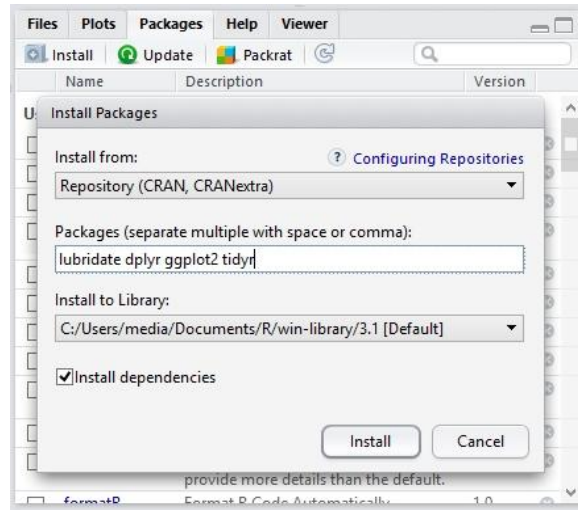 Files Plots Packages Help Viewer
Install Update Packrat
Name Description Version
Install Packages
Install from: ? Configuring Repositories
Repository (CRAN, CRANextra)
Packages (separate multiple with space or comma):
lubridate dplyr ggplot2 tidyr
Install to Library:
C:/Users/media/Documents/R/win-library/3.1 [Default]
Install dependencies
Install Cancel
provide more details than the default.
formatR Format R Code Automatically 1.0